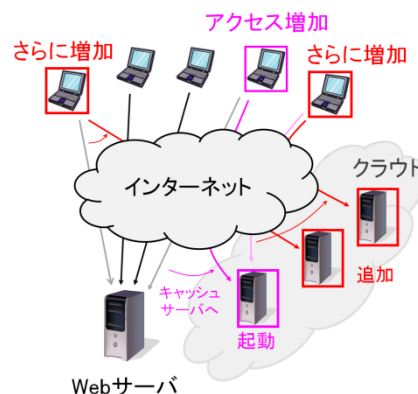 アクセス増加
さらに増加
さらに増加
クラウド
インターネット
キャッシュ
サーバへ
追加
起動
Webサーバ